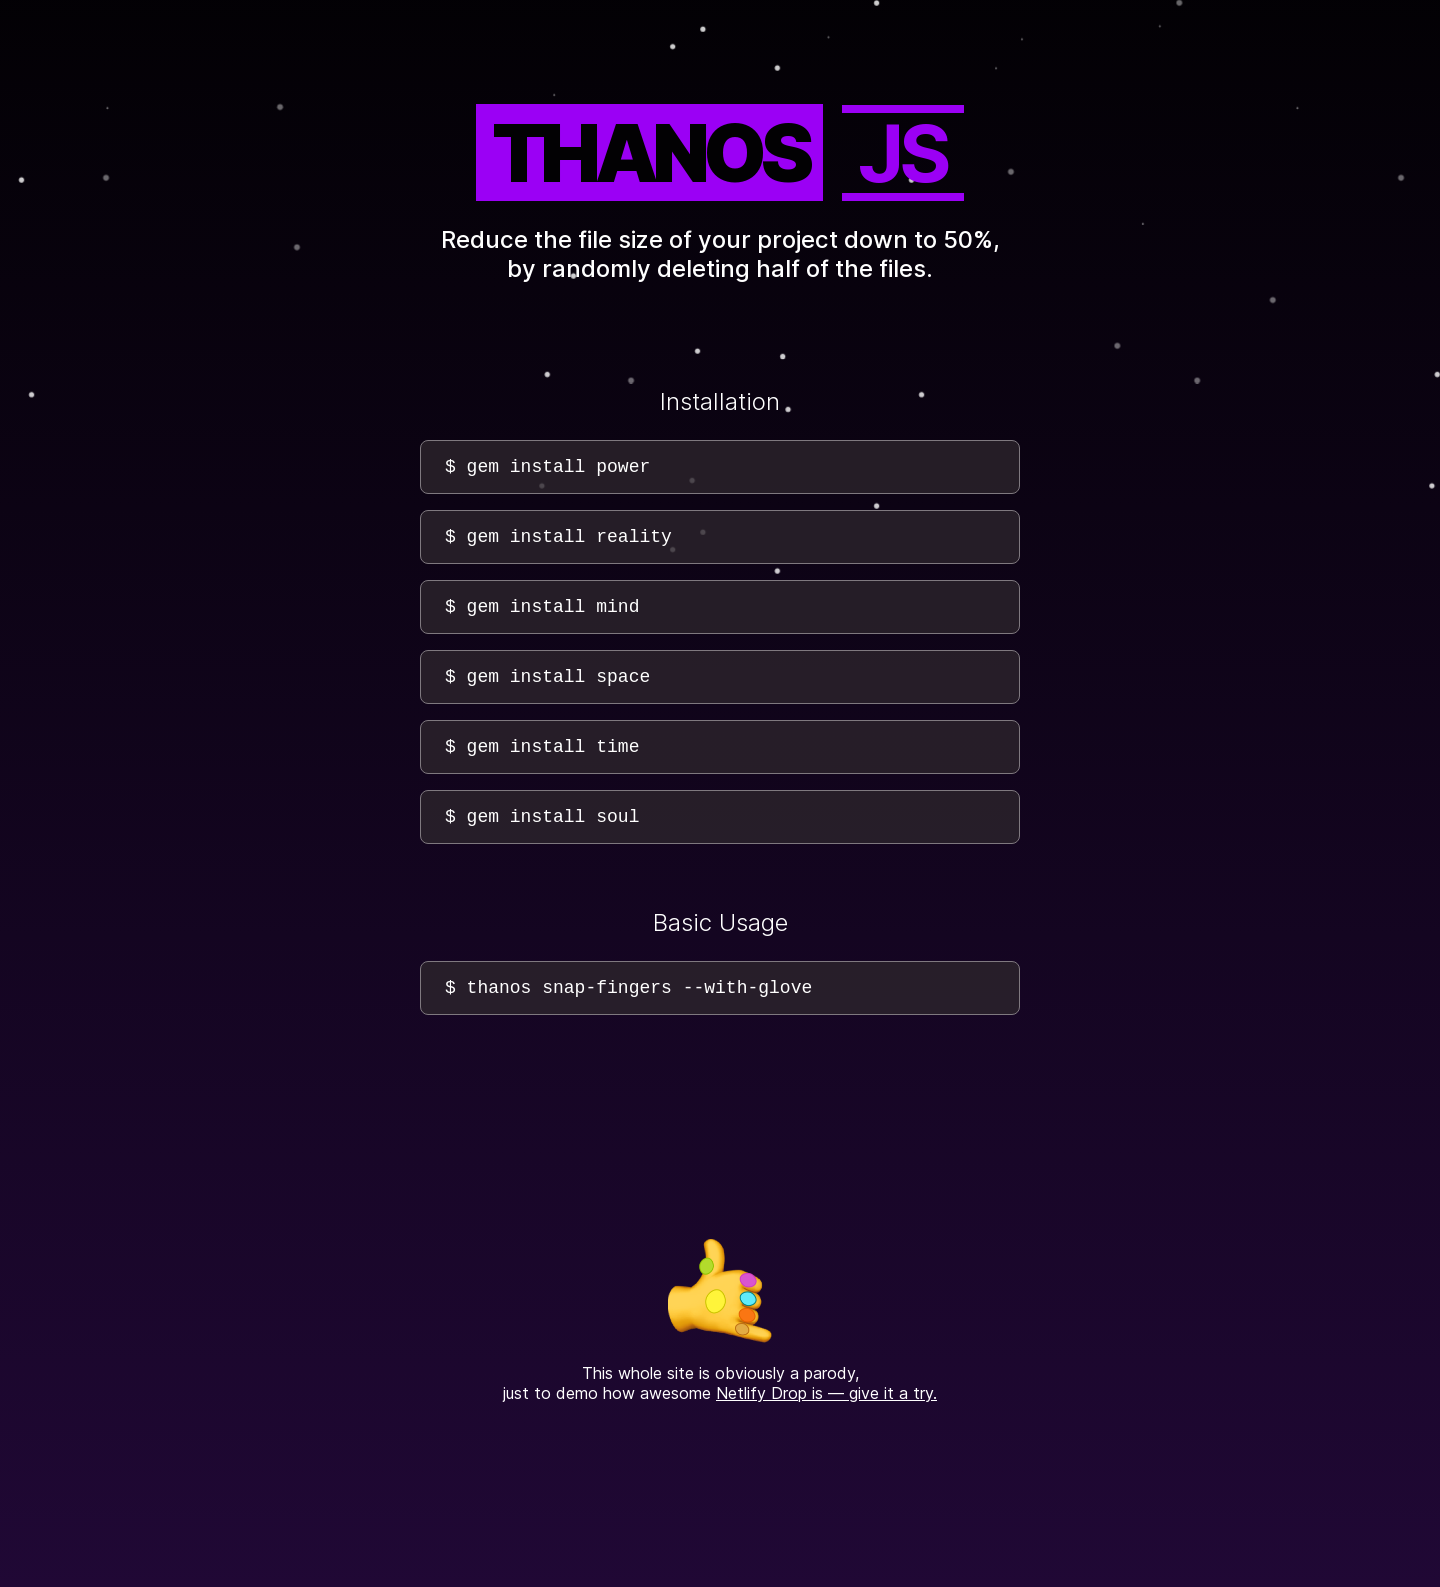 THANOS JS
Reduce the file size of your project down to 50%,
by randomly deleting half of the files.
Installation
$ gem install power
$ gem install reality
$ gem install mind
$ gem install space
$ gem install time
$ gem install soul
Basic Usage
$ thanos snap-fingers --with-glove
This whole site is obviously a parody,
just to demo how awesome Netlify Drop is — give it a try.